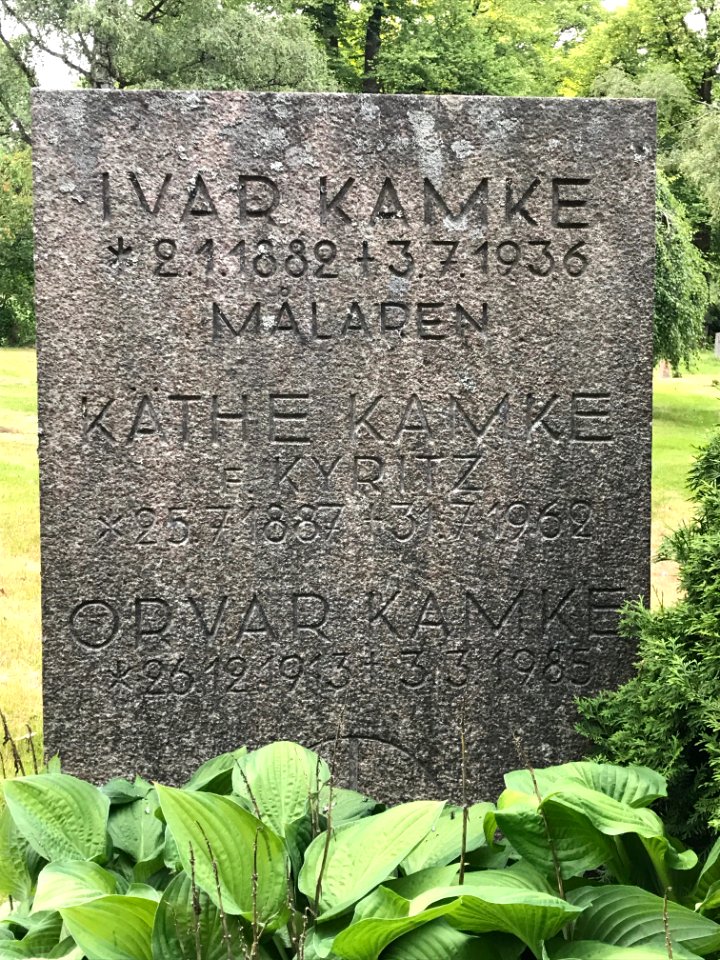 IVAR KAMKE
* 2.1.1882 + 3.7.1936
MÅLAREN
KÄTHE KAMKE
F. KYRITZ
* 25.7.1887 + 31.7.1962
ORVAR KAMKE
* 26.12.1913 + 3.3.1985